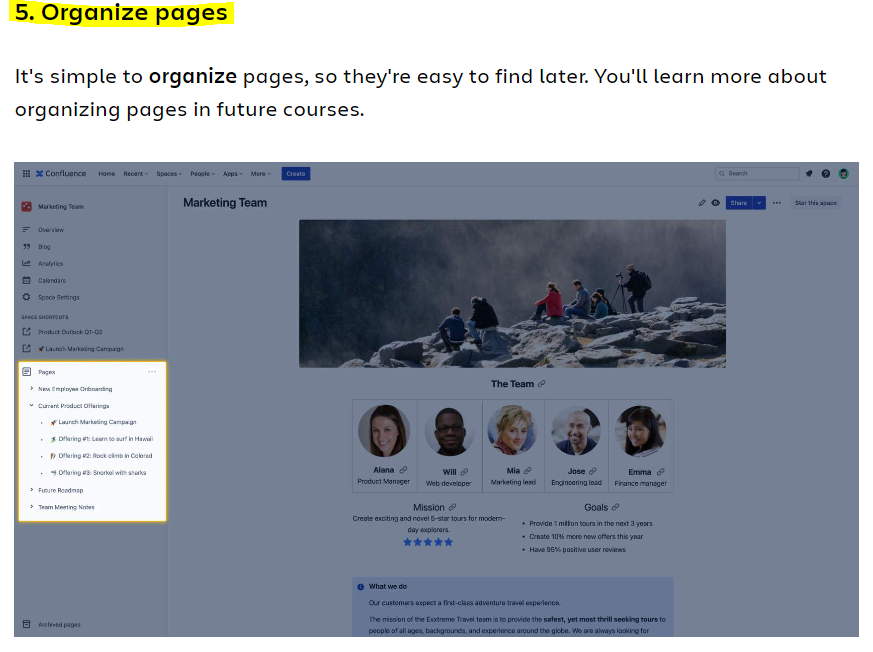 5. Organize pages
It's simple to organize pages, so they're easy to find later. You'll learn more about
organizing pages in future courses.
Confluence Home Recent Spaces People Apps More Create Search
Marketing Team
Overview
Blog
Analytics
Calendars
Space Settings
SPACE SHORTCUTS
Product Outlook Q1-Q2
🚀 Launch Marketing Campaign
Pages
New Employee Onboarding
Current Product Offerings
🚀 Launch Marketing Campaign
Offering #1: Learn to surf in Hawaii
Offering #2: Rock climb in Colorad
Offering #3: Snorkel with sharks
Future Roadmap
Team Meeting Notes
Archived pages
Marketing Team Share Star this space
The Team
Alana Will Mia Jose Emma
Product Manager Web developer Marketing lead Engineering lead Finance manager
Mission
Create exciting and novel 5-star tours for modern-
day explorers.
Goals
• Provide 1 million tours in the next 3 years
• Create 10% more new offers this year
• Have 95% positive user reviews
What we do
Our customers expect a first-class adventure travel experience.
The mission of the Exxtreme Travel team is to provide the safest, yet most thrill seeking tours to
people of all ages, backgrounds, and experience around the globe. We are always looking for